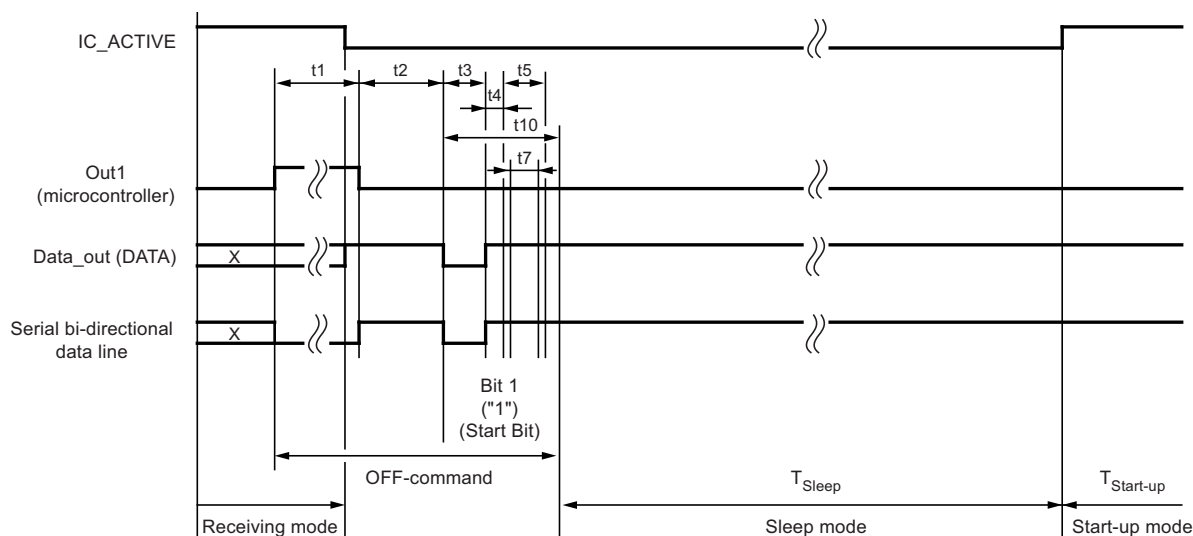 IC_ACTIVE
t1
t2
t3
t5
t4
t10
t7
Out1
(microcontroller)
Data_out (DATA)
X
Serial bi-directional
data line
X
Bit 1
("1")
(Start Bit)
OFF-command
TSleep
TStart-up
Receiving mode
Sleep mode
Start-up mode